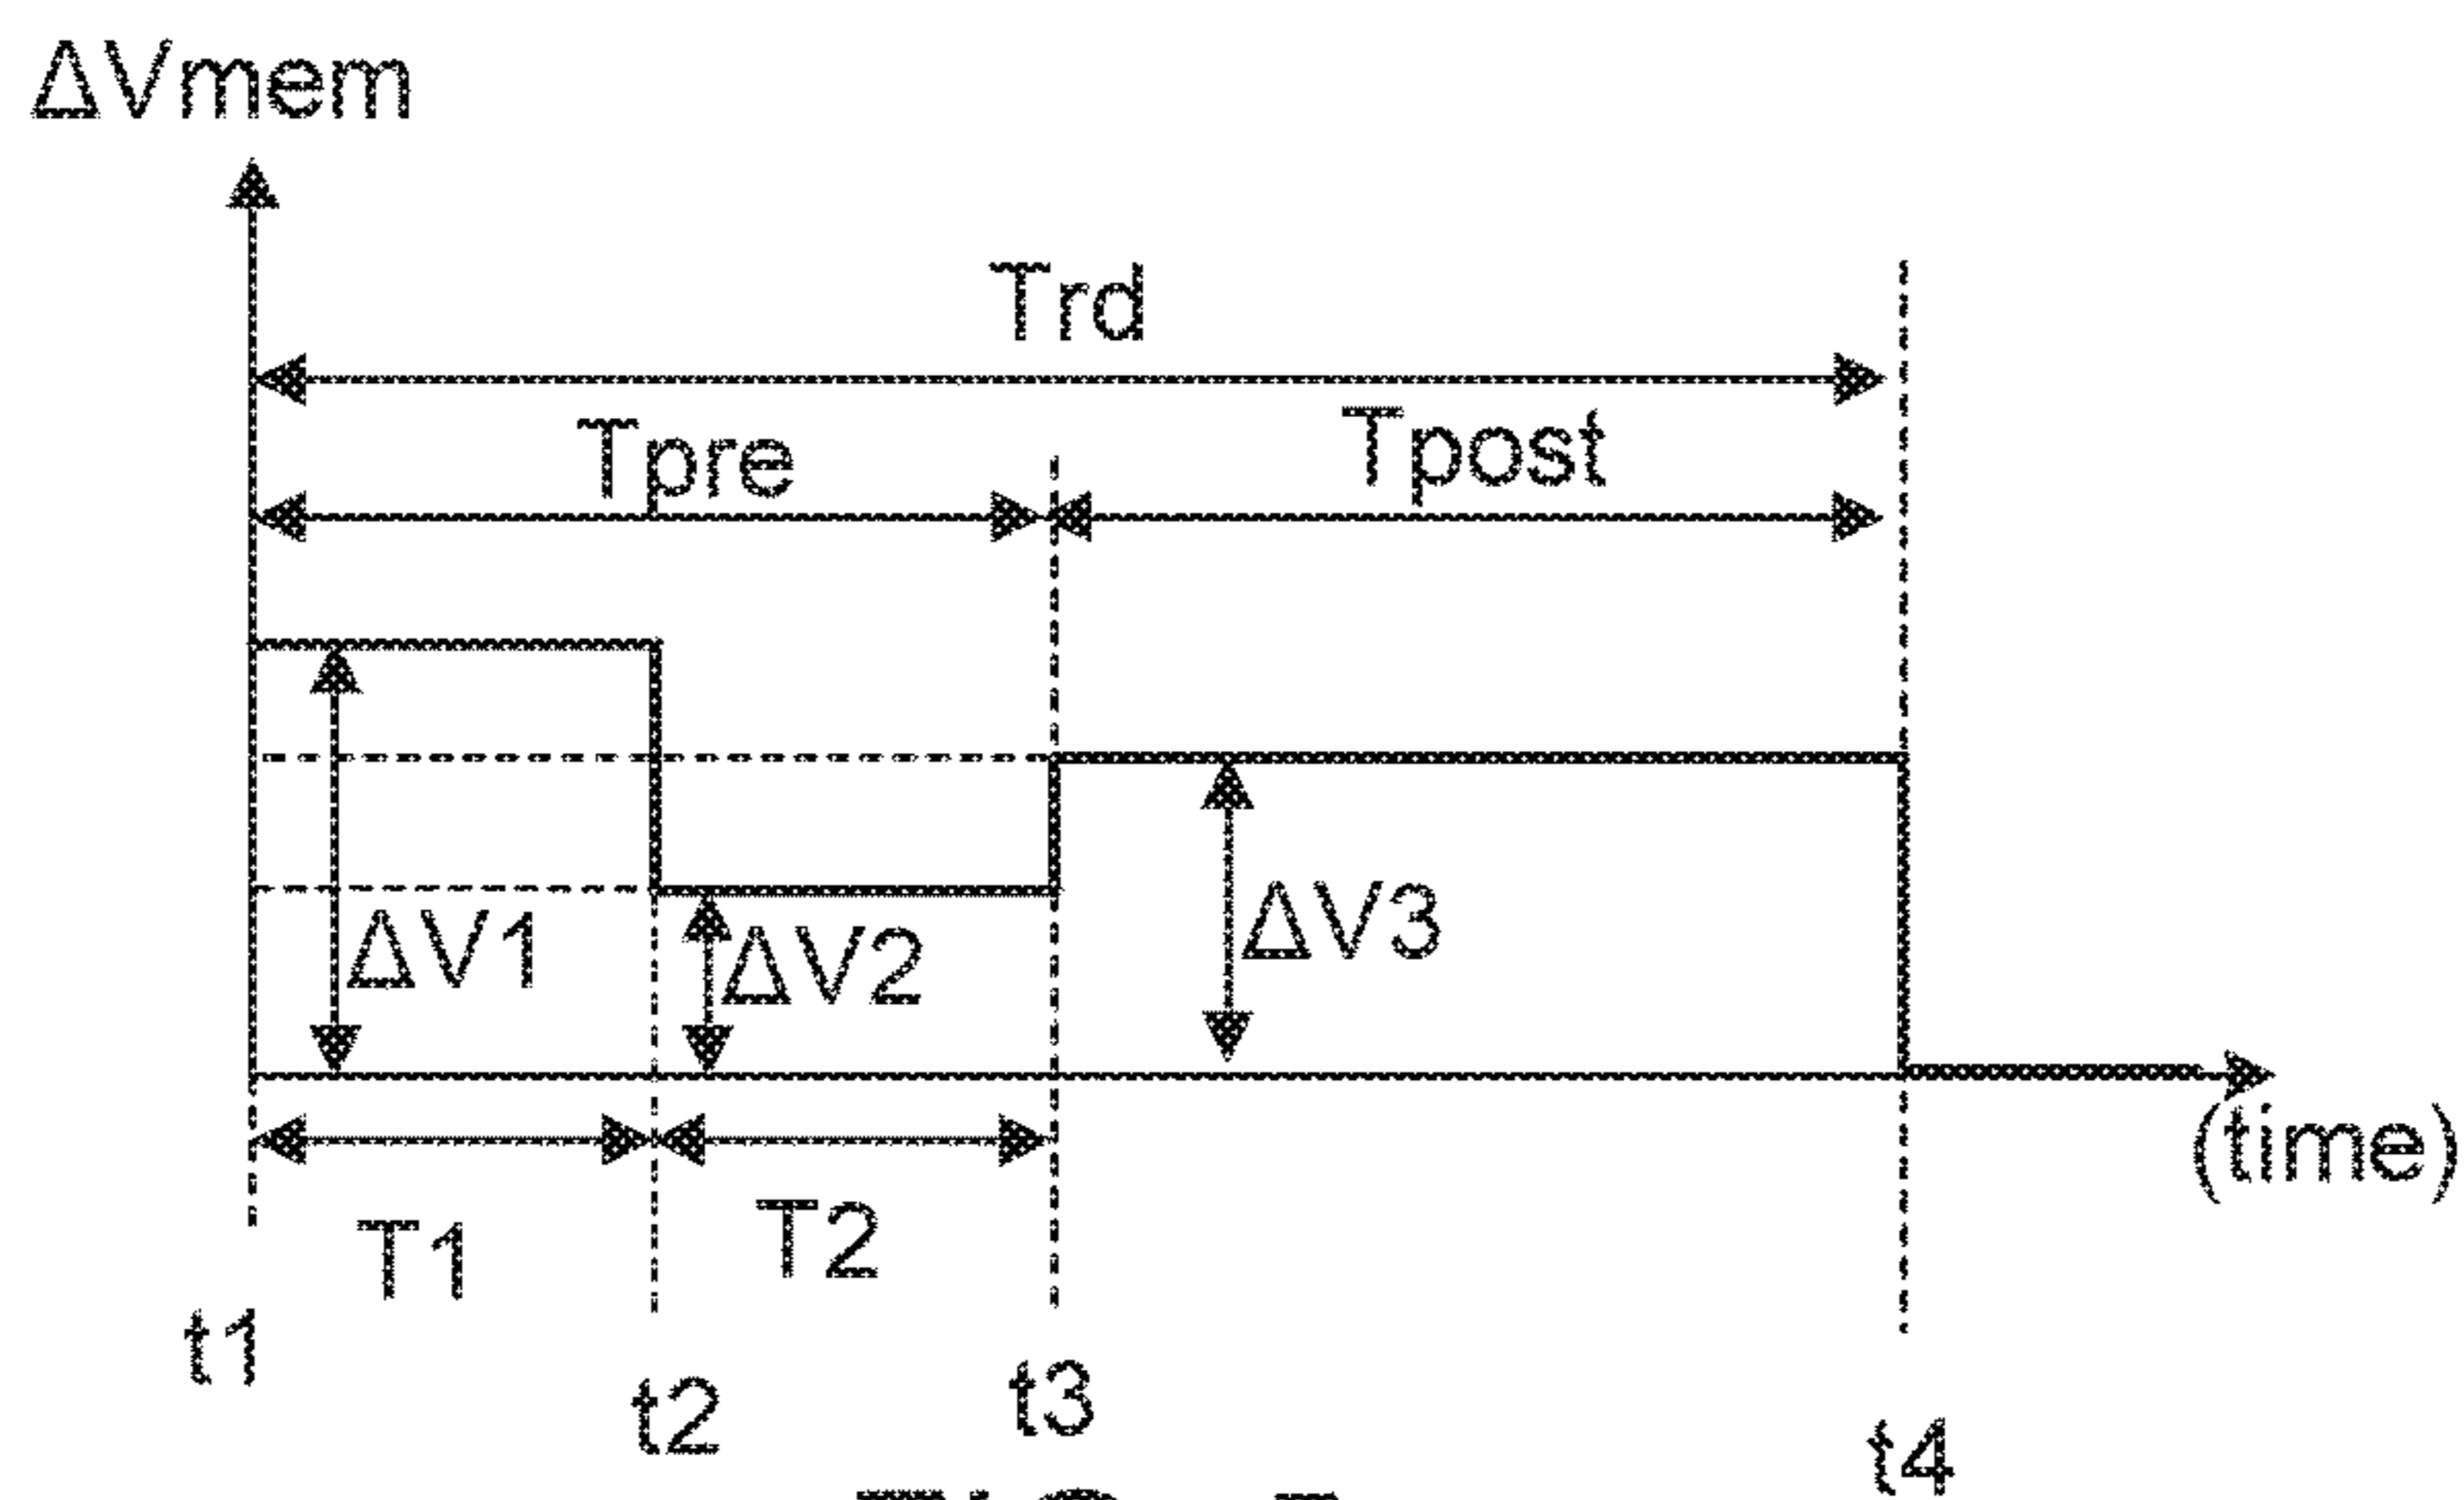 ΔVmem
Trd
Tpre
Tpost
ΔV1
ΔV2
ΔV3
(time)
T1
T2
t1
t2
t3
t4